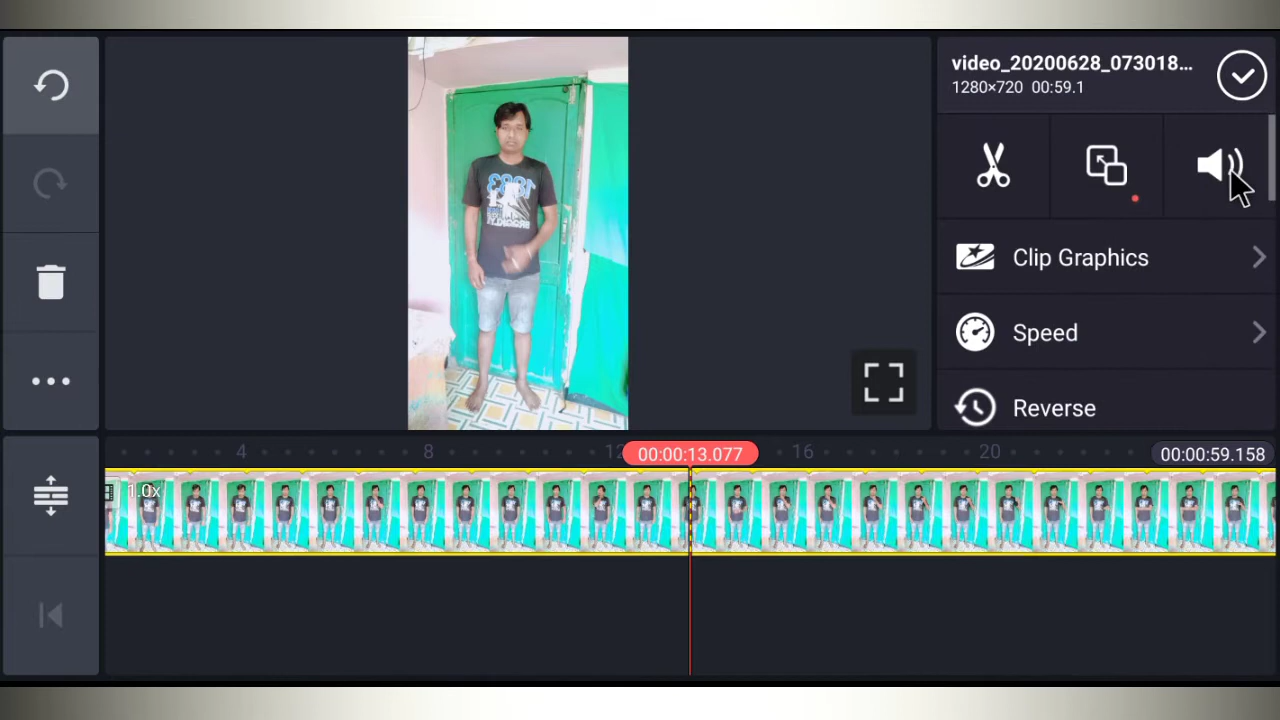 video_20200628_073018...
1280×720 00:59.1
Clip Graphics
Speed
Reverse
4 8 12 16 20
00:00:13.077
00:00:59.158
1.0x